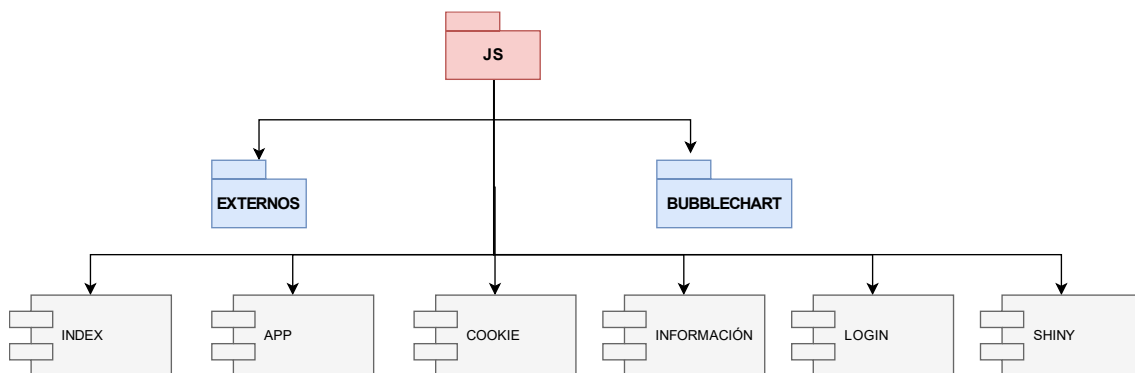 JS
EXTERNOS
BUBBLECHART
INDEX
APP
COOKIE
INFORMACIÓN
LOGIN
SHINY